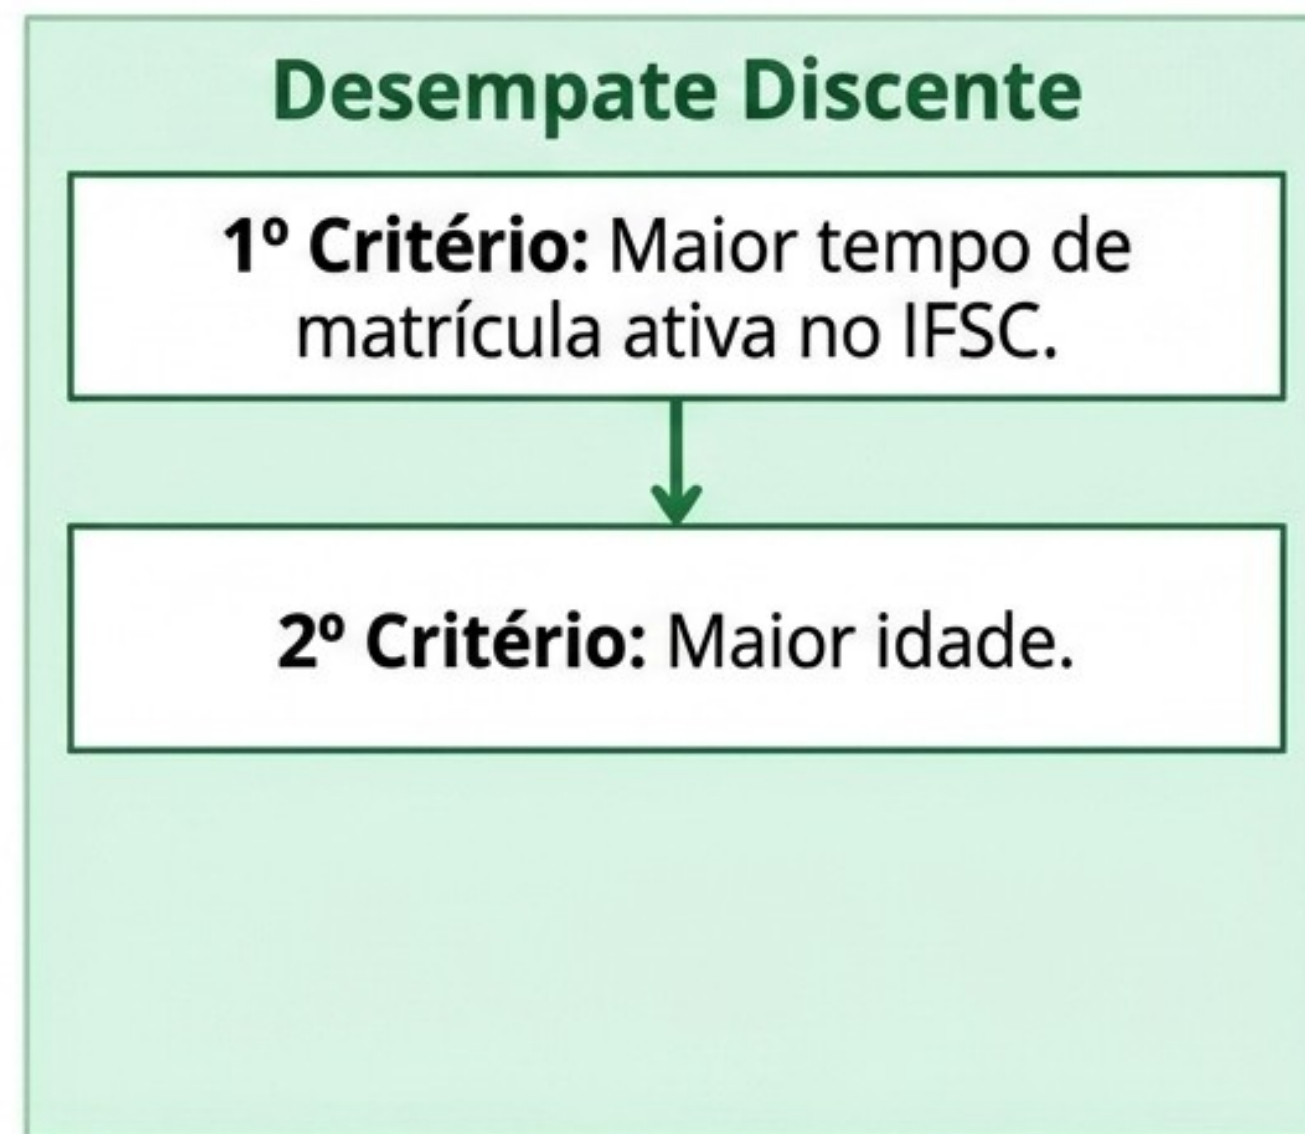 Desempate Discente
1º Critério: Maior tempo de
matrícula ativa no IFSC.
2º Critério: Maior idade.